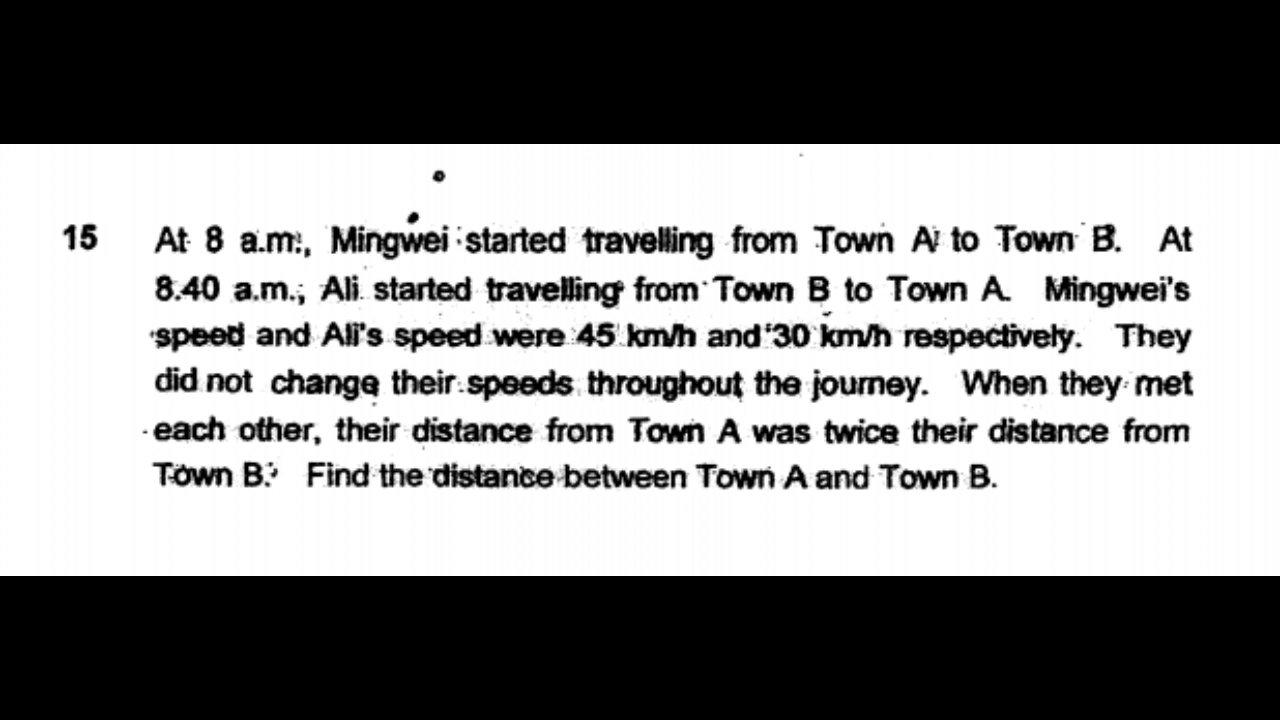 15 At 8 a.m., Mingwei started travelling from Town A to Town B. At
8.40 a.m., Ali started travelling from Town B to Town A. Mingwei's
speed and Ali's speed were 45 km/h and 30 km/h respectively. They
did not change their speeds throughout the journey. When they met
each other, their distance from Town A was twice their distance from
Town B. Find the distance between Town A and Town B.